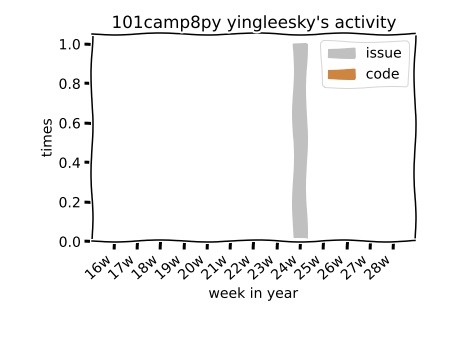 101camp8py yingleesky's activity
issue
code
1.0
0.8
0.6
0.4
0.2
0.0
times
16w
17w
18w
19w
20w
21w
22w
23w
24w
25w
26w
27w
28w
week in year